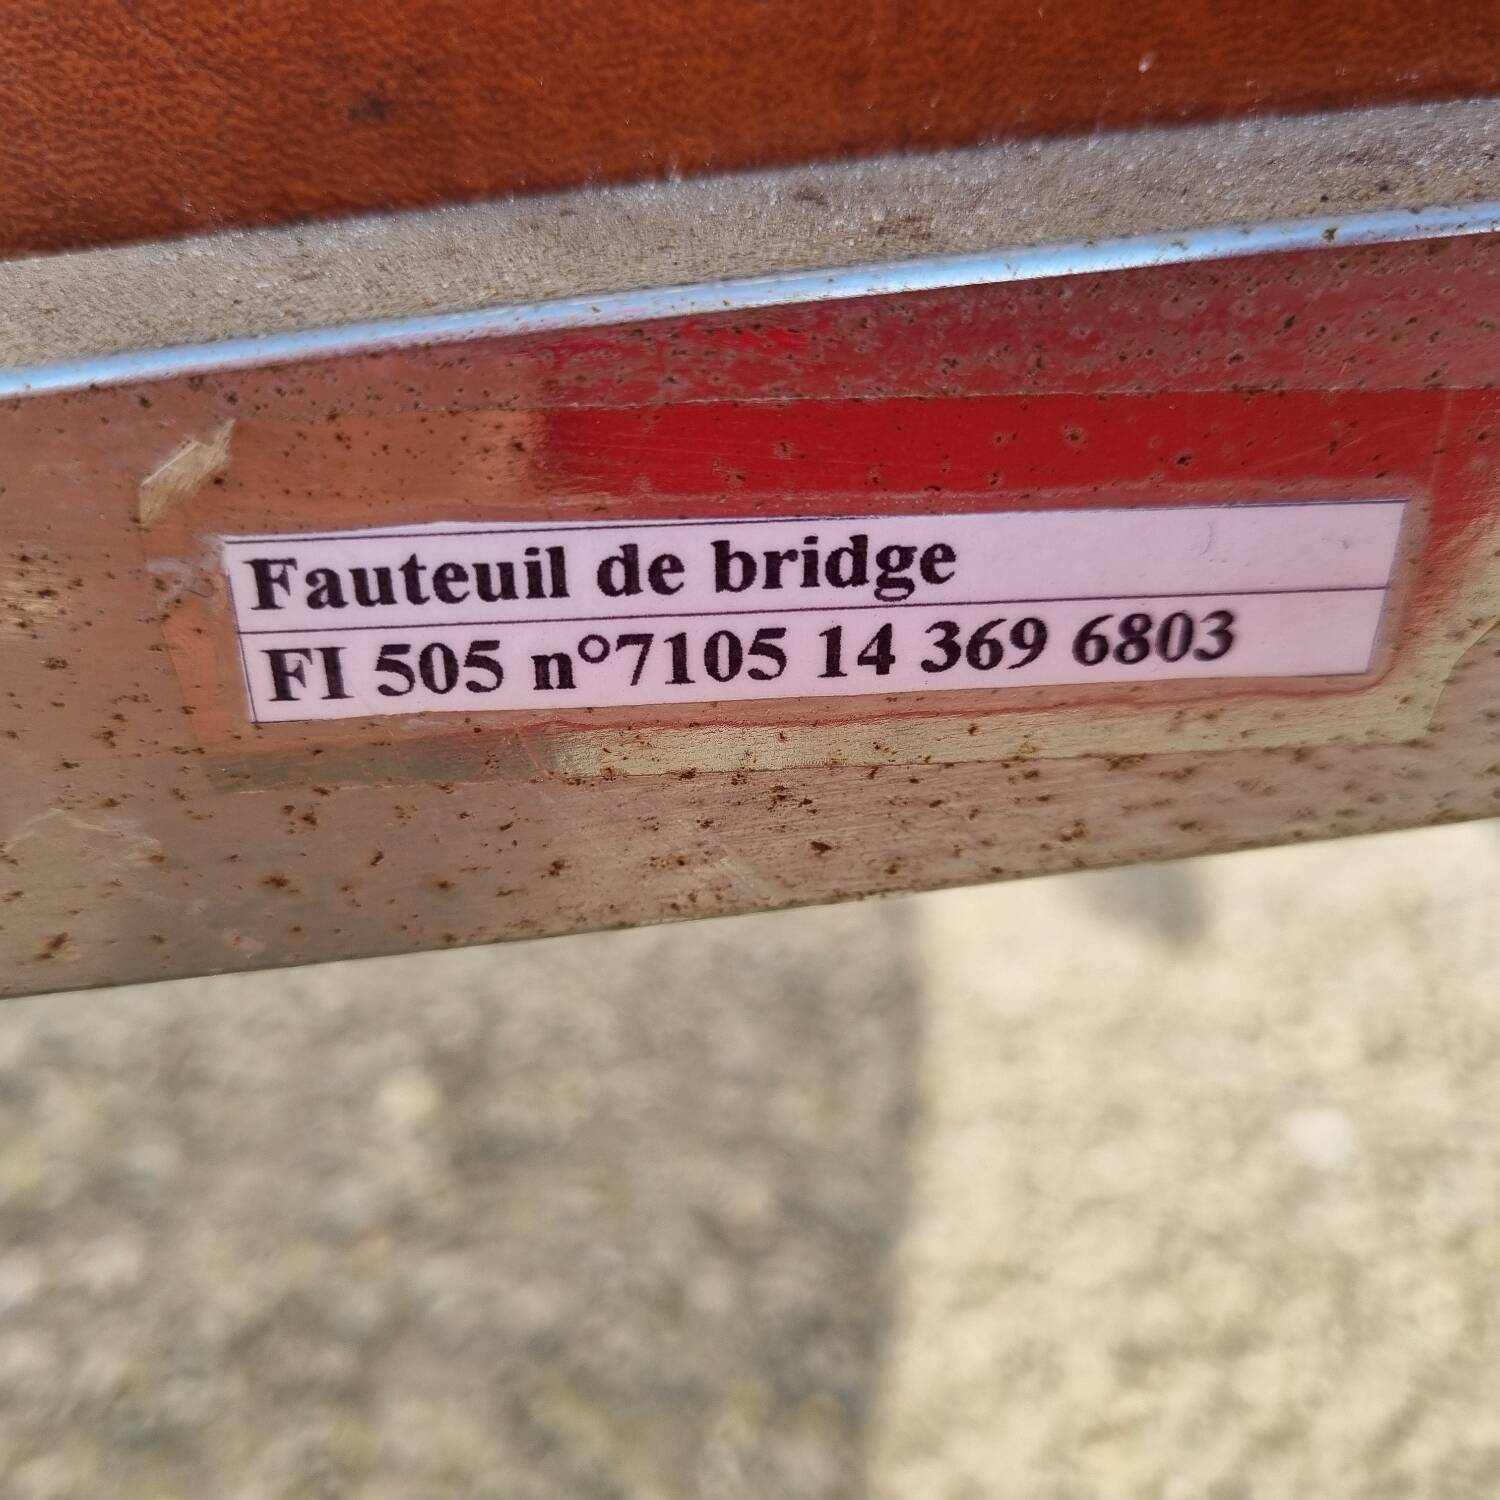 Fauteuil de bridge
FI 505 n°7105 14 369 6803